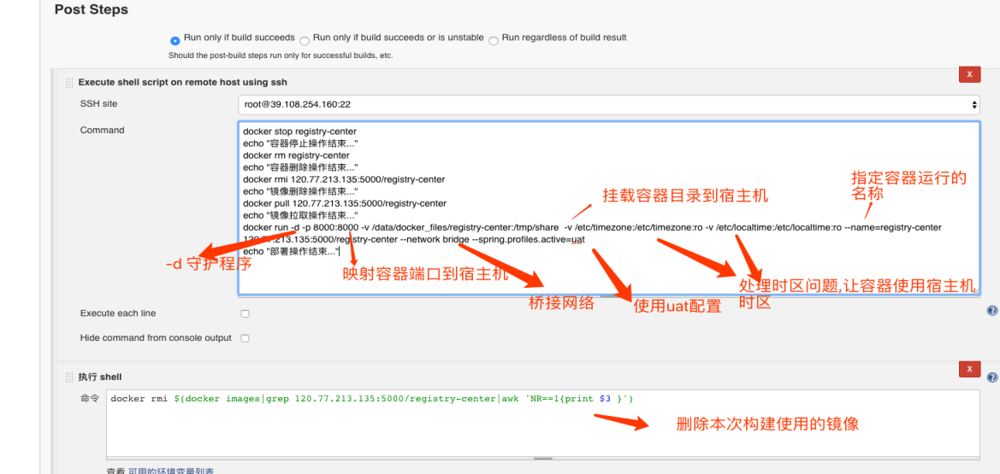 Post Steps
Run only if build succeeds Run only if build succeeds or is unstable Run regardless of build result
Should the post-build steps run only for successful builds, etc.
Execute shell script on remote host using ssh
X
SSH site
root@39.108.254.160:22
Command
docker stop registry-center
echo "容器停止操作结束..."
docker rm registry-center
echo "容器删除操作结束..."
docker rmi 120.77.213.135:5000/registry-center
echo "镜像删除操作结束..."
docker pull 120.77.213.135:5000/registry-center
echo "镜像拉取操作结束..."
docker run -d -p 8000:8000 -v /data/docker_files/registry-center:/tmp/share -v /etc/timezone:/etc/timezone:ro -v /etc/localtime:/etc/localtime:ro --name=registry-center
120.77.213.135:5000/registry-center --network bridge --spring.profiles.active=uat
echo "部署操作结束..."
指定容器运行的
名称
挂载容器目录到宿主机
-d 守护程序
映射容器端口到宿主机
桥接网络
使用uat配置
处理时区问题,让容器使用宿主机
时区
Execute each line
Hide command from console output
执行 shell
X
命令
docker rmi $(docker images|grep 120.77.213.135:5000/registry-center|awk 'NR==1{print $3 }')
删除本次构建使用的镜像
查看 可用的环境变量列表